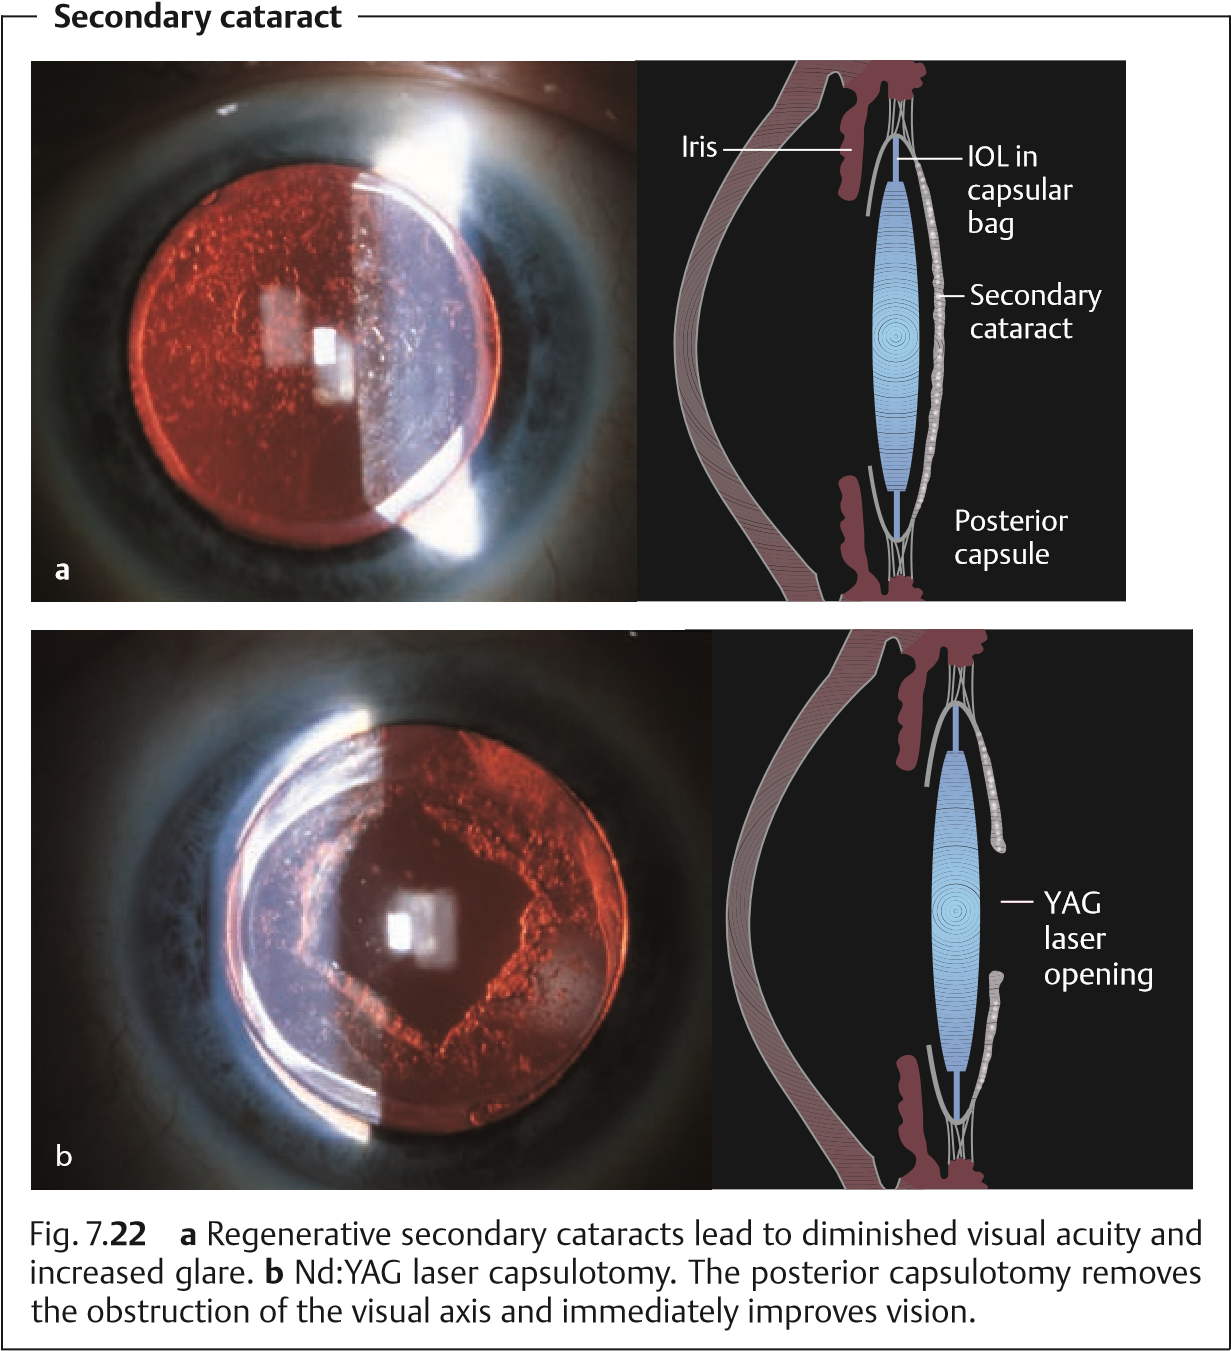 Secondary cataract
Iris
IOL in
capsular
bag
Secondary
cataract
Posterior
capsule
a
YAG
laser
opening
b
Fig. 7.22 a Regenerative secondary cataracts lead to diminished visual acuity and
increased glare. b Nd:YAG laser capsulotomy. The posterior capsulotomy removes
the obstruction of the visual axis and immediately improves vision.